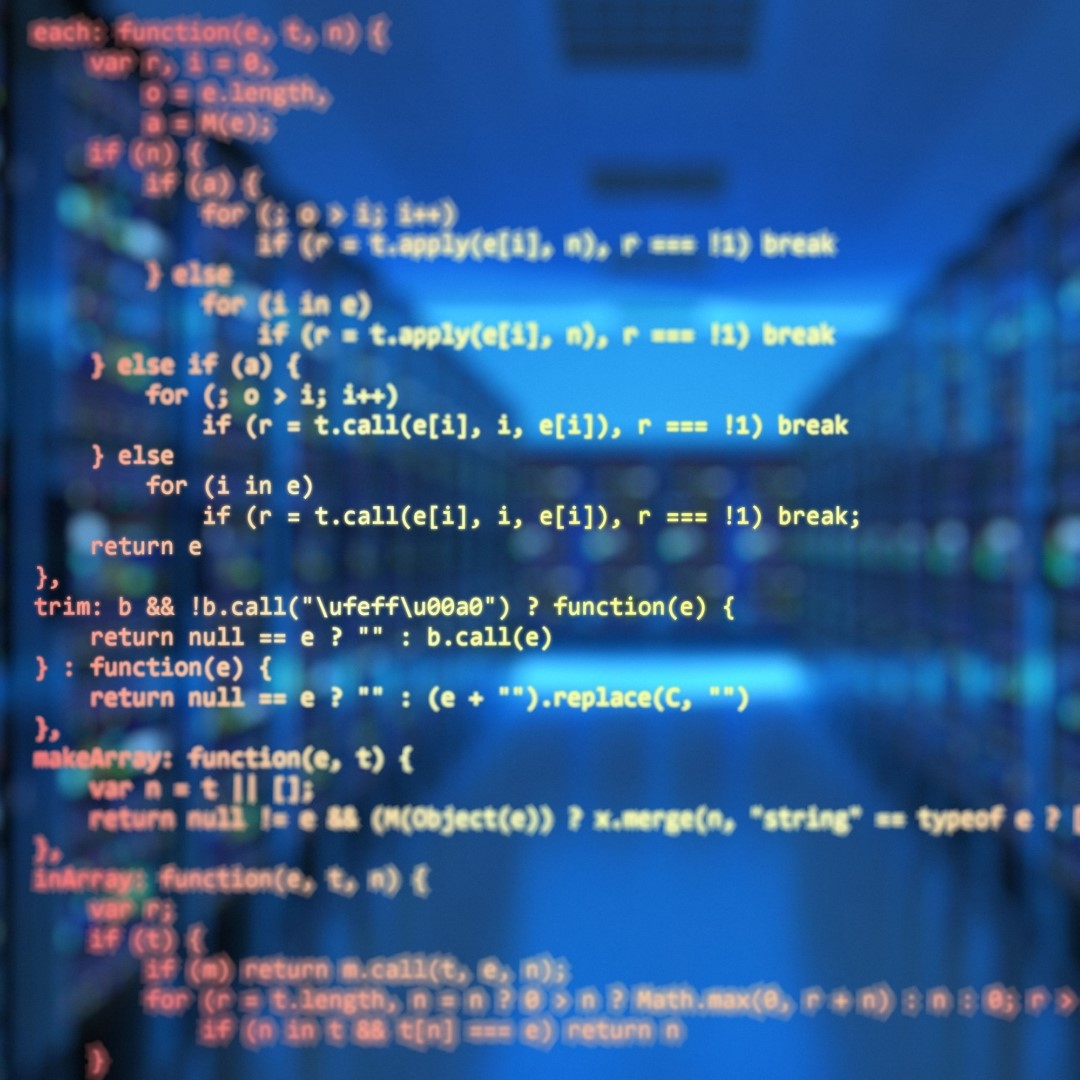 each: function(e, t, n) {
var r, i = 0,
o = e.length,
a = M(e);
if (n) {
if (a) {
for (; o > i; i++)
if (r = t.apply(e[i], n), r === !1) break
} else
for (i in e)
if (r = t.apply(e[i], n), r === !1) break
} else if (a) {
for (; o > i; i++)
if (r = t.call(e[i], i, e[i]), r === !1) break
} else
for (i in e)
if (r = t.call(e[i], i, e[i]), r === !1) break;
return e
},
trim: b && !b.call("\ufeff\u00a0") ? function(e) {
return null == e ? "" : b.call(e)
} : function(e) {
return null == e ? "" : (e + "").replace(C, "")
},
makeArray: function(e, t) {
var n = t || [];
return null != e && (M(Object(e)) ? x.merge(n, "string" == typeof e ? [
},
inArray: function(e, t, n) {
var r;
if (t) {
if (m) return m.call(t, e, n);
for (r = t.length, n = n ? 0 > n ? Math.max(0, r + n) : n : 0; r >
if (n in t && t[n] === e) return n
}